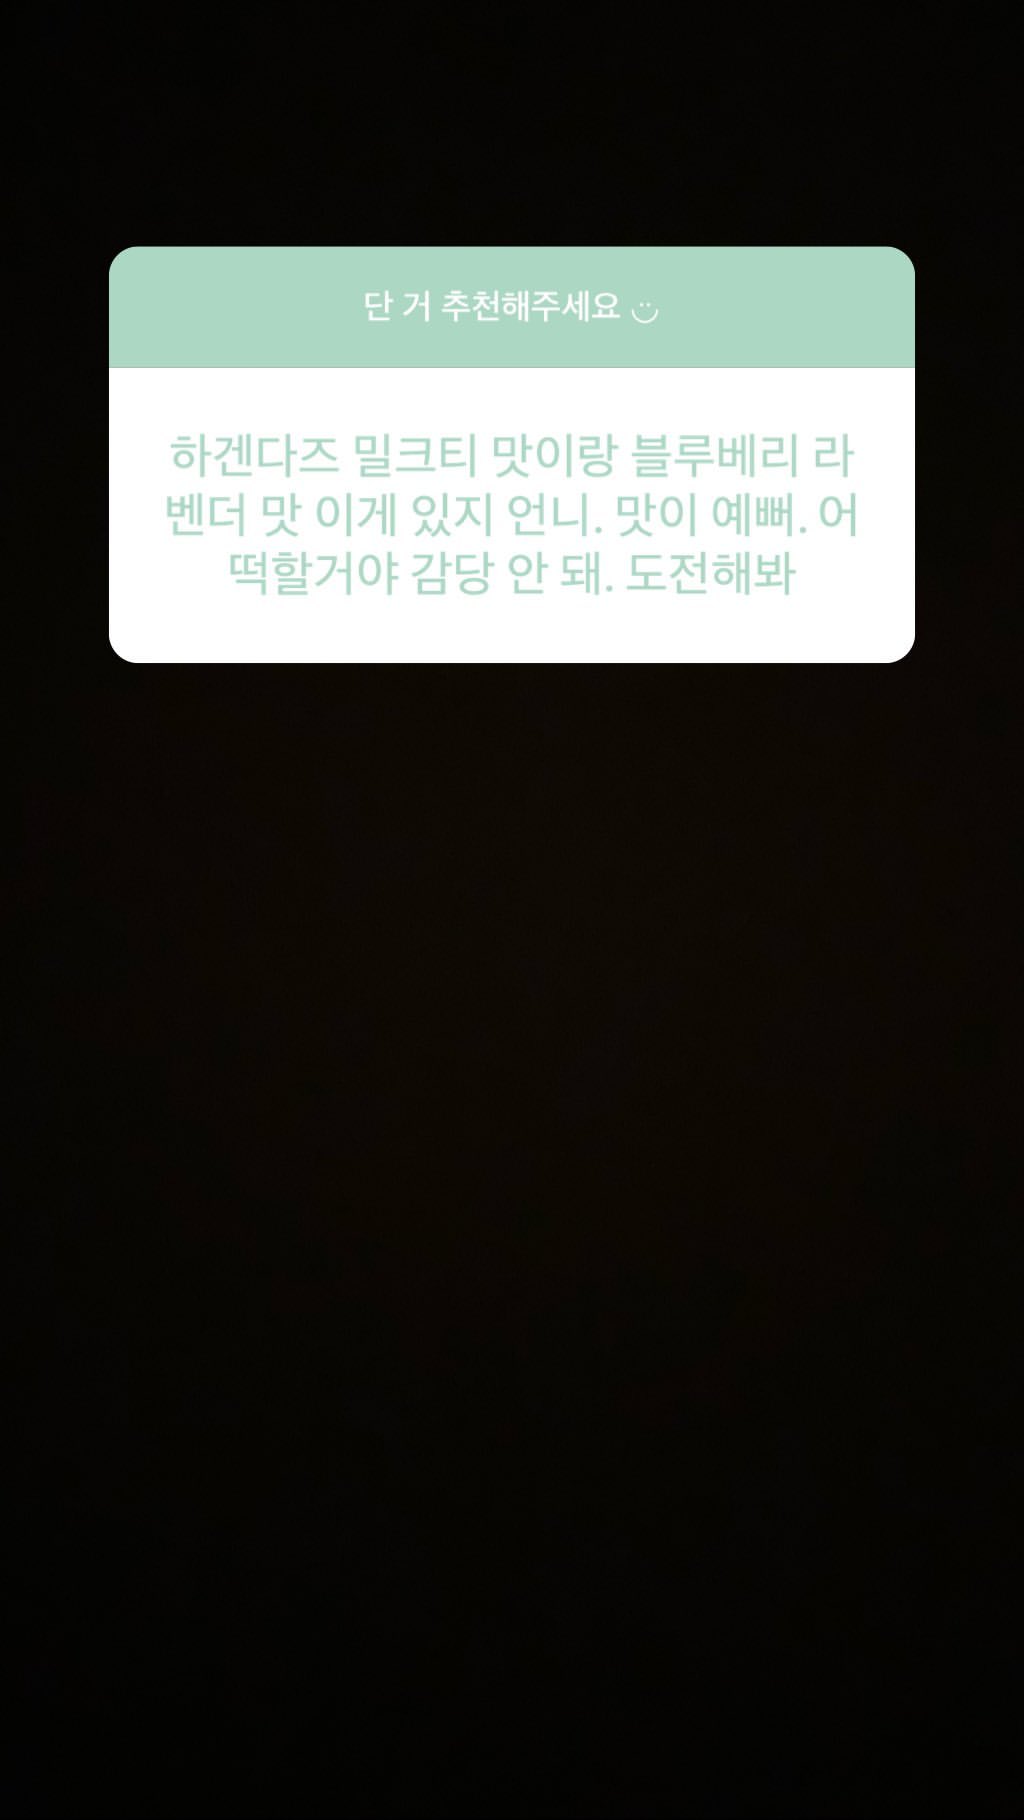 단 거 추천해주세요 ¨̮
하겐다즈 밀크티 맛이랑 블루베리 라
벤더 맛 이게 있지 언니. 맛이 예뻐. 어
떡할거야 감당 안 돼. 도전해봐